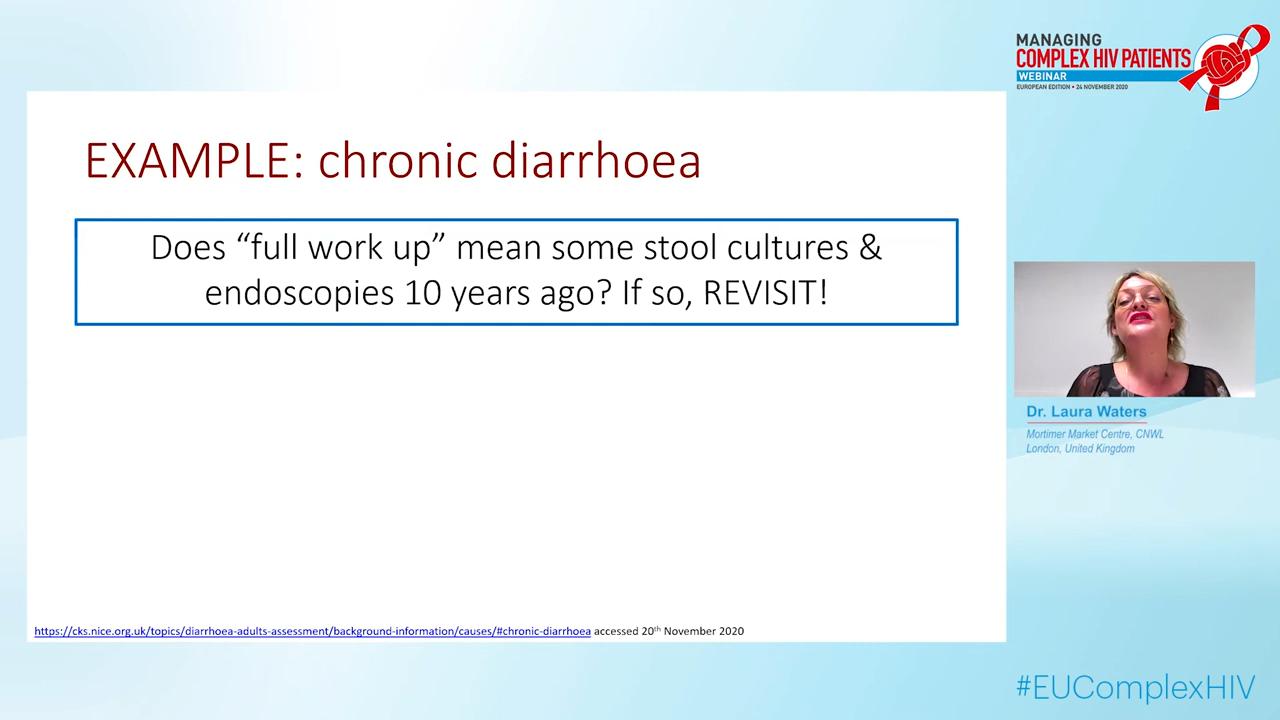 MANAGING
COMPLEX HIV PATIENTS
WEBINAR
EUROPEAN EDITION • 24 NOVEMBER 2020
EXAMPLE: chronic diarrhoea
Does “full work up” mean some stool cultures &
endoscopies 10 years ago? If so, REVISIT!
Dr. Laura Waters
Mortimer Market Centre, CNWL
London, United Kingdom
https://cks.nice.org.uk/topics/diarrhoea-adults-assessment/background-information/causes/#chronic-diarrhoea accessed 20th November 2020
#EUComplexHIV